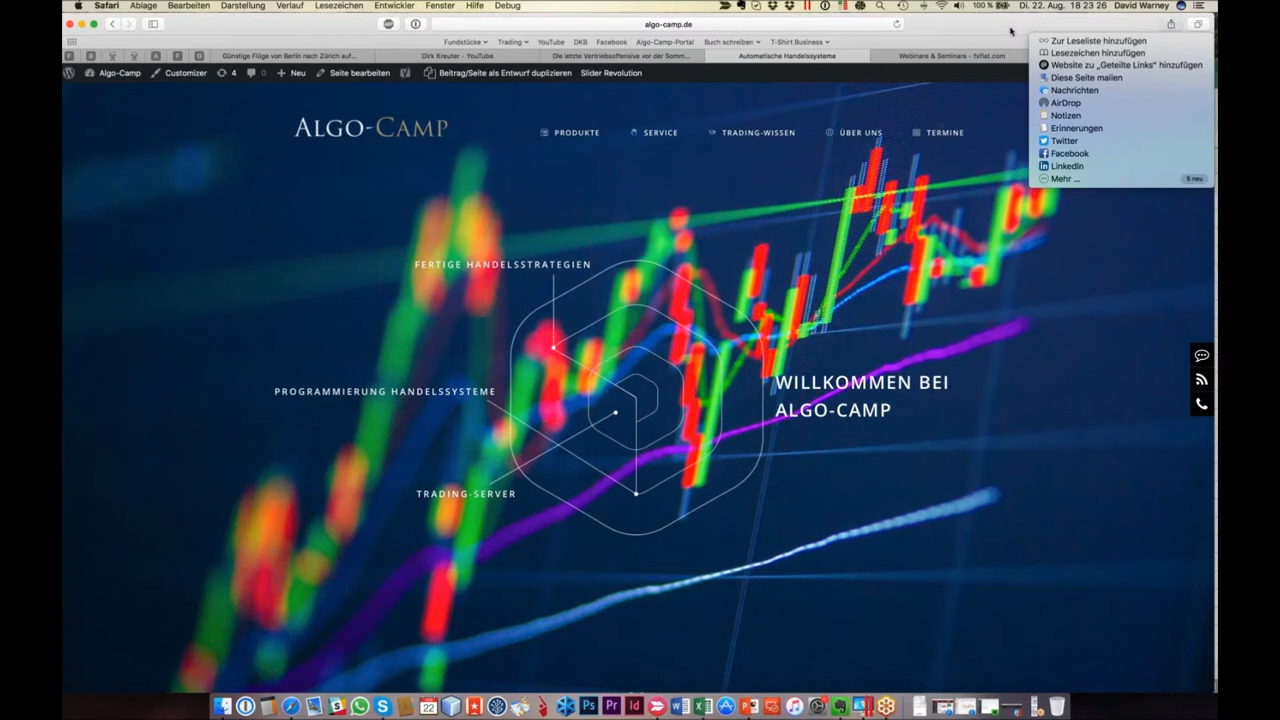 Safari Ablage Bearbeiten Darstellung Verlauf Lesezeichen Entwickler Fenster Hilfe Debug 100 % Di. 22. Aug. 18 23 26 David Warney
algo-camp.de
Fundstücke Trading YouTube DKB Facebook Algo-Camp-Portal Buch schreiben T-Shirt Business
Günstige Flüge von Berlin nach Zürich auf... Dirk Kreuter - YouTube Die letzte Vertriebsoffensive vor der Somm... Automatische Handelssysteme Webinare & Seminare - fxflat.com
Algo-Camp Customizer 4 0 Neu Seite bearbeiten Beitrag/Seite als Entwurf duplizieren Slider Revolution
Zur Leseliste hinzufügen
Lesezeichen hinzufügen
Website zu „Geteilte Links“ hinzufügen
Diese Seite mailen
Nachrichten
AirDrop
Notizen
Erinnerungen
Twitter
Facebook
LinkedIn
Mehr ... 5 neu
ALGO-CAMP
PRODUKTE SERVICE TRADING-WISSEN ÜBER UNS TERMINE
FERTIGE HANDELSSTRATEGIEN
PROGRAMMIERUNG HANDELSSYSTEME
TRADING-SERVER
WILLKOMMEN BEI
ALGO-CAMP
22